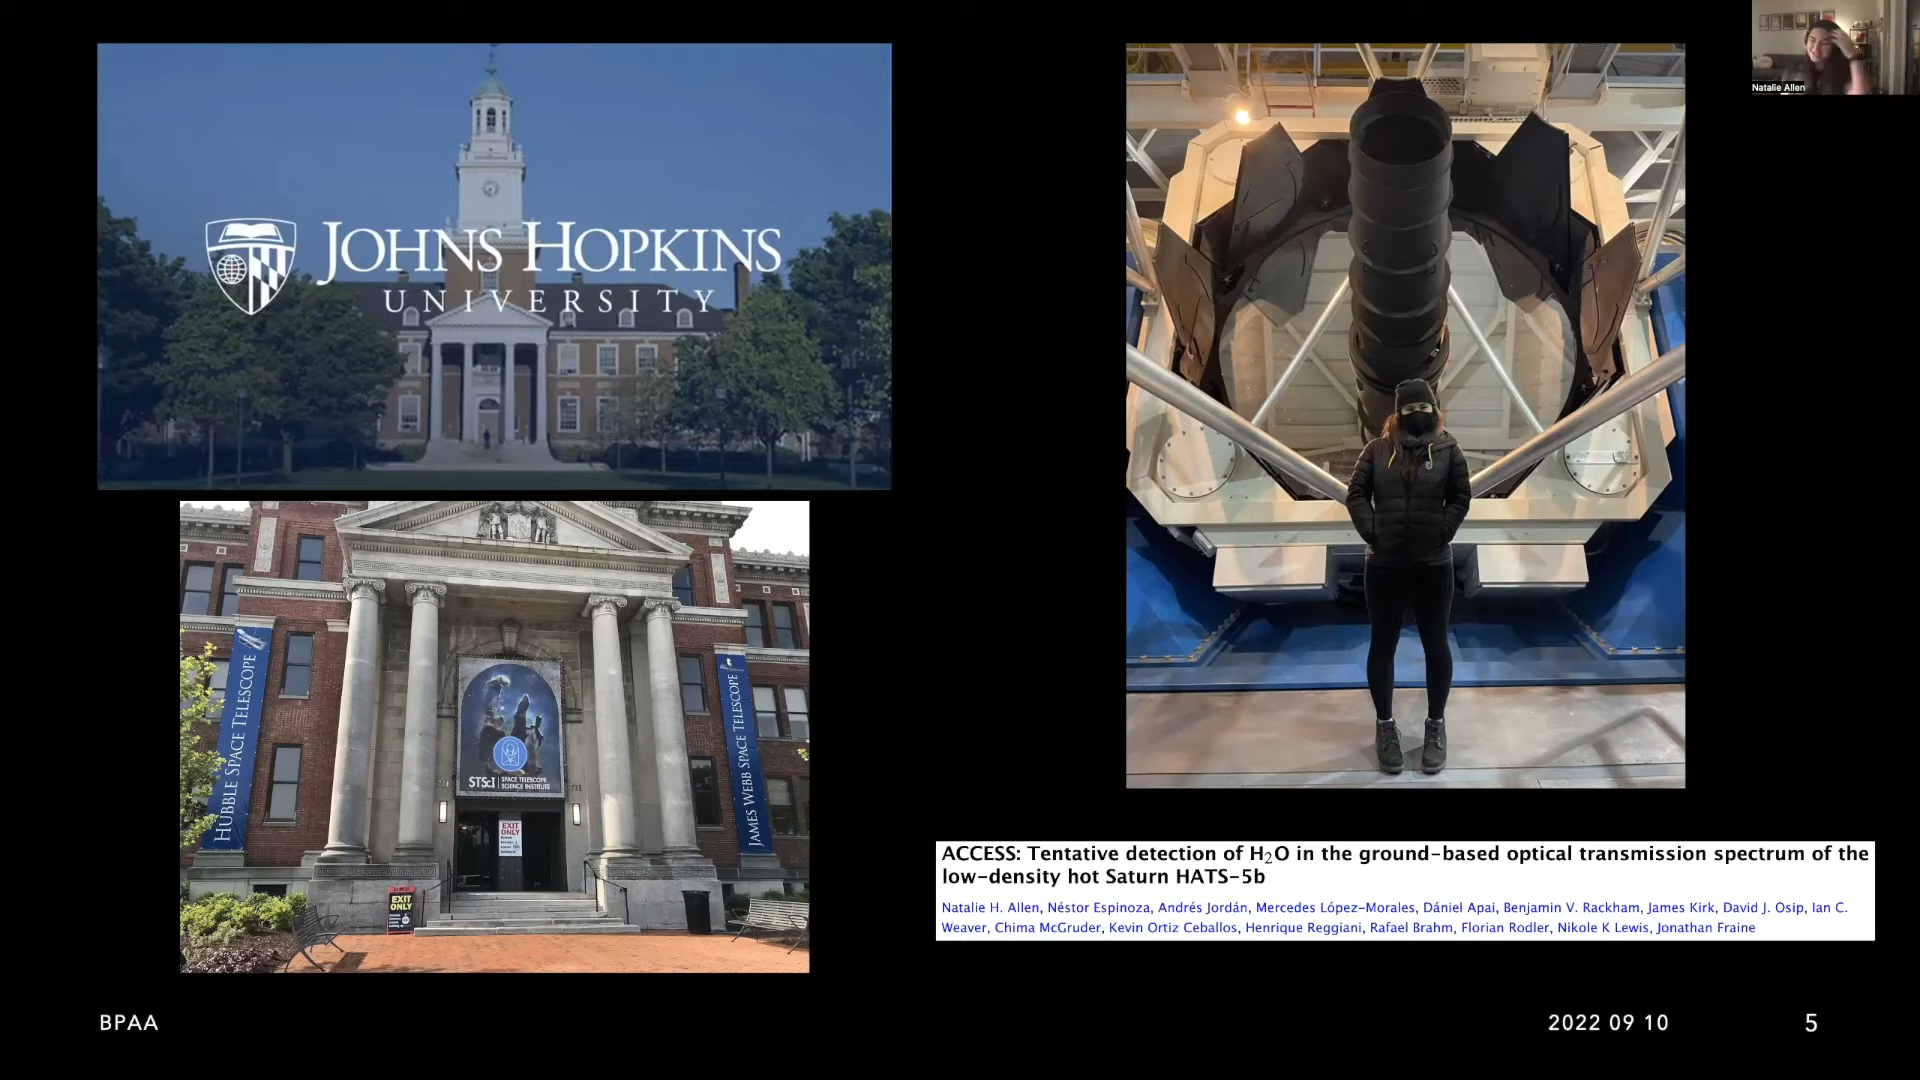 Natalie Allen
JOHNS HOPKINS
UNIVERSITY
HUBBLE SPACE TELESCOPE
STScI | SPACE TELESCOPE
SCIENCE INSTITUTE
JAMES WEBB SPACE TELESCOPE
EXIT
ONLY
EXIT
ONLY
ACCESS: Tentative detection of H₂O in the ground-based optical transmission spectrum of the
low-density hot Saturn HATS-5b
Natalie H. Allen, Néstor Espinoza, Andrés Jordán, Mercedes López-Morales, Dániel Apai, Benjamin V. Rackham, James Kirk, David J. Osip, Ian C.
Weaver, Chima McGruder, Kevin Ortiz Ceballos, Henrique Reggiani, Rafael Brahm, Florian Rodler, Nikole K Lewis, Jonathan Fraine
BPAA
2022 09 10
5